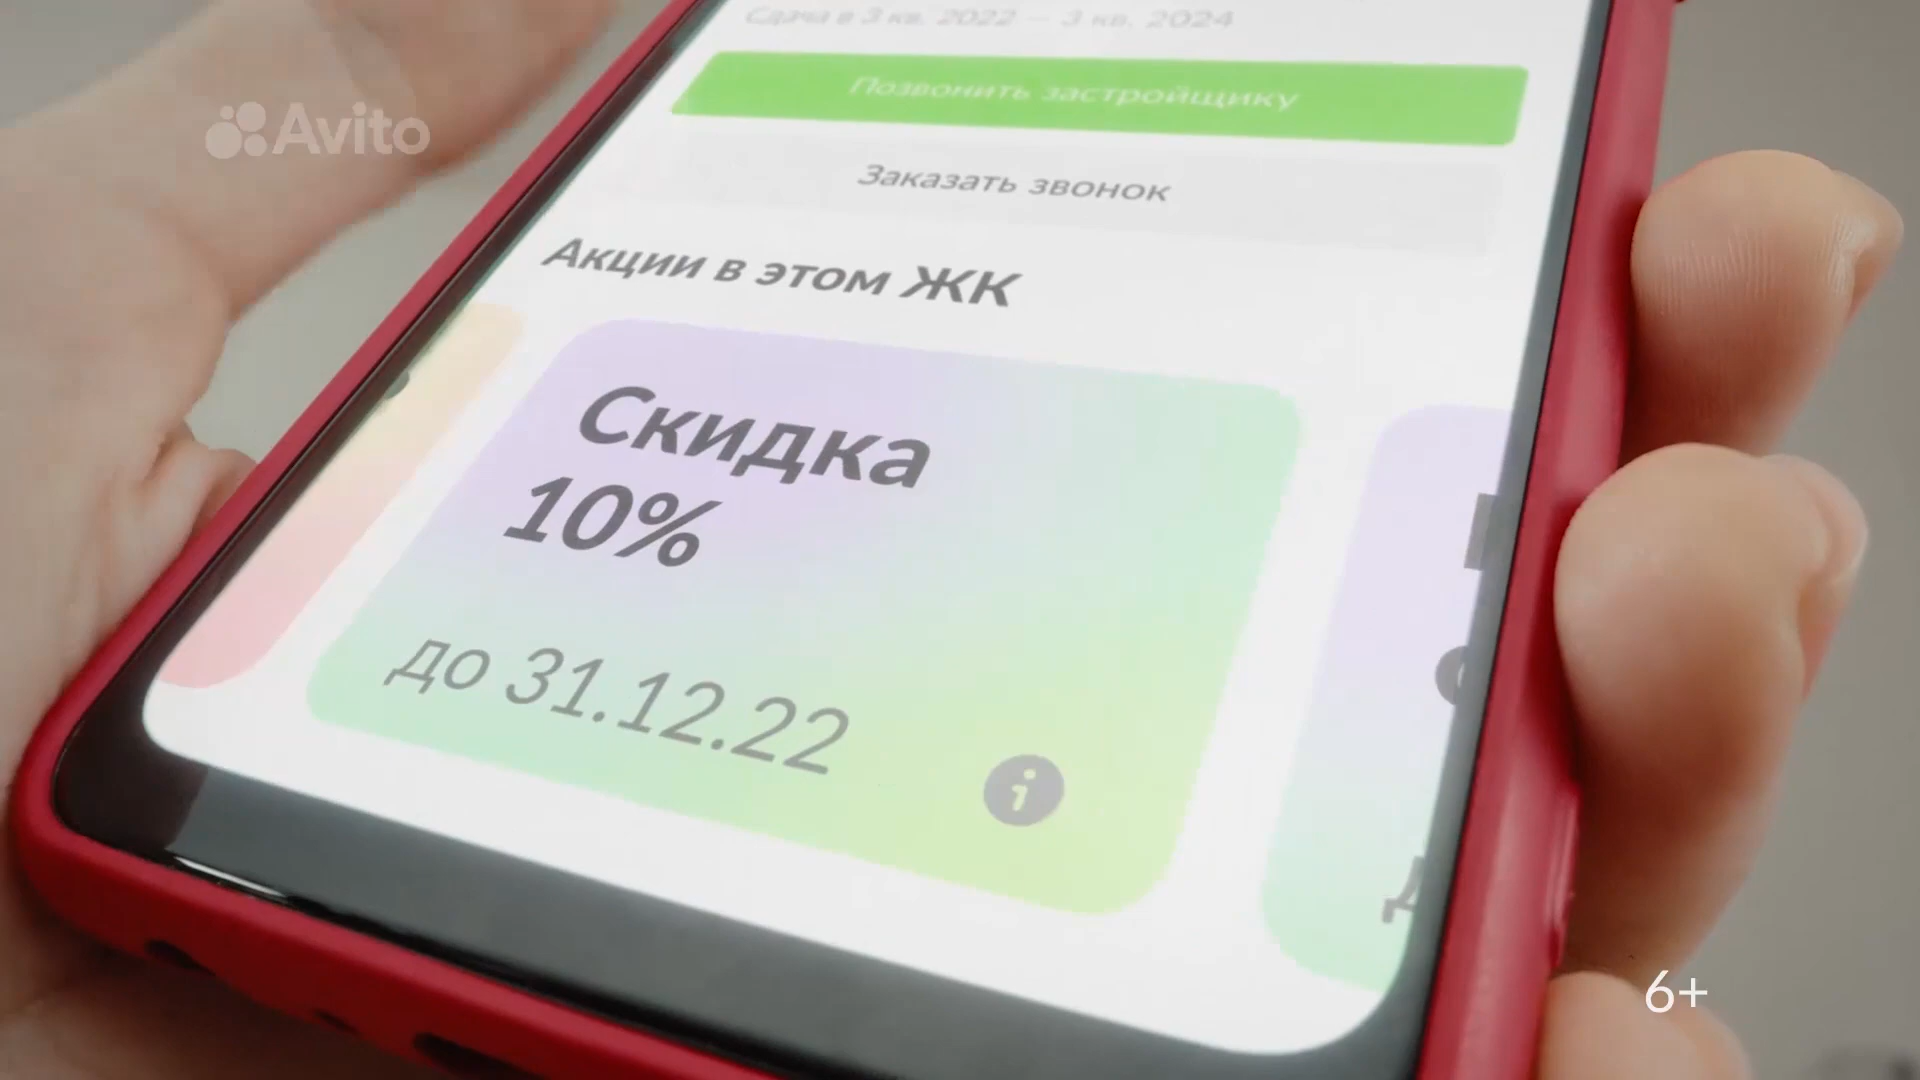 Сдача в 3 кв. 2022 — 3 кв. 2024
Avito
Позвонить застройщику
Заказать звонок
Акции в этом ЖК
Скидка
10%
до 31.12.22
6+